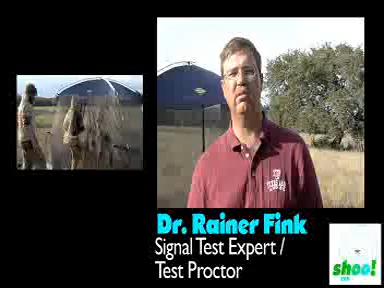 Dr. Rainer Fink
Signal Test Expert /
Test Proctor
shoo!